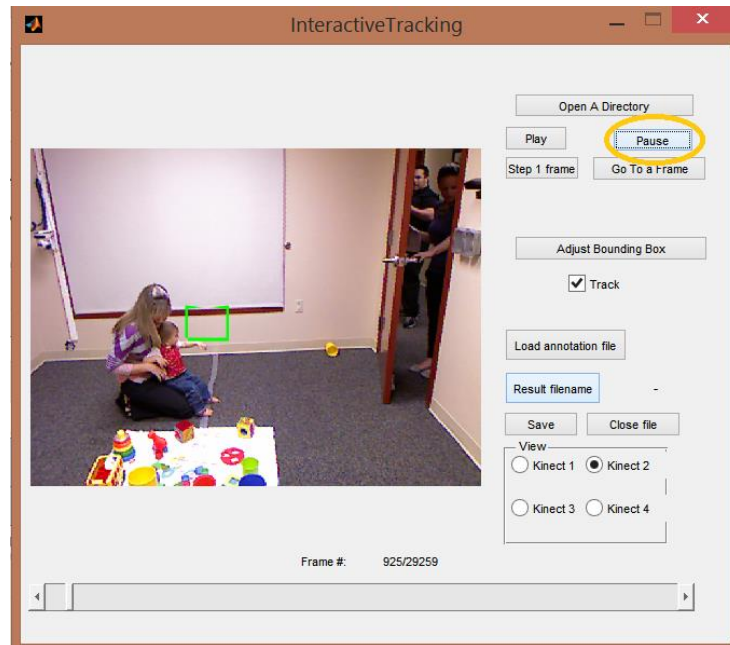 InteractiveTracking
Open A Directory
Play
Pause
Step 1 frame
Go To a Frame
Adjust Bounding Box
Track
Load annotation file
Result filename -
Save
Close file
View
Kinect 1
Kinect 2
Kinect 3
Kinect 4
Frame #: 925/29259